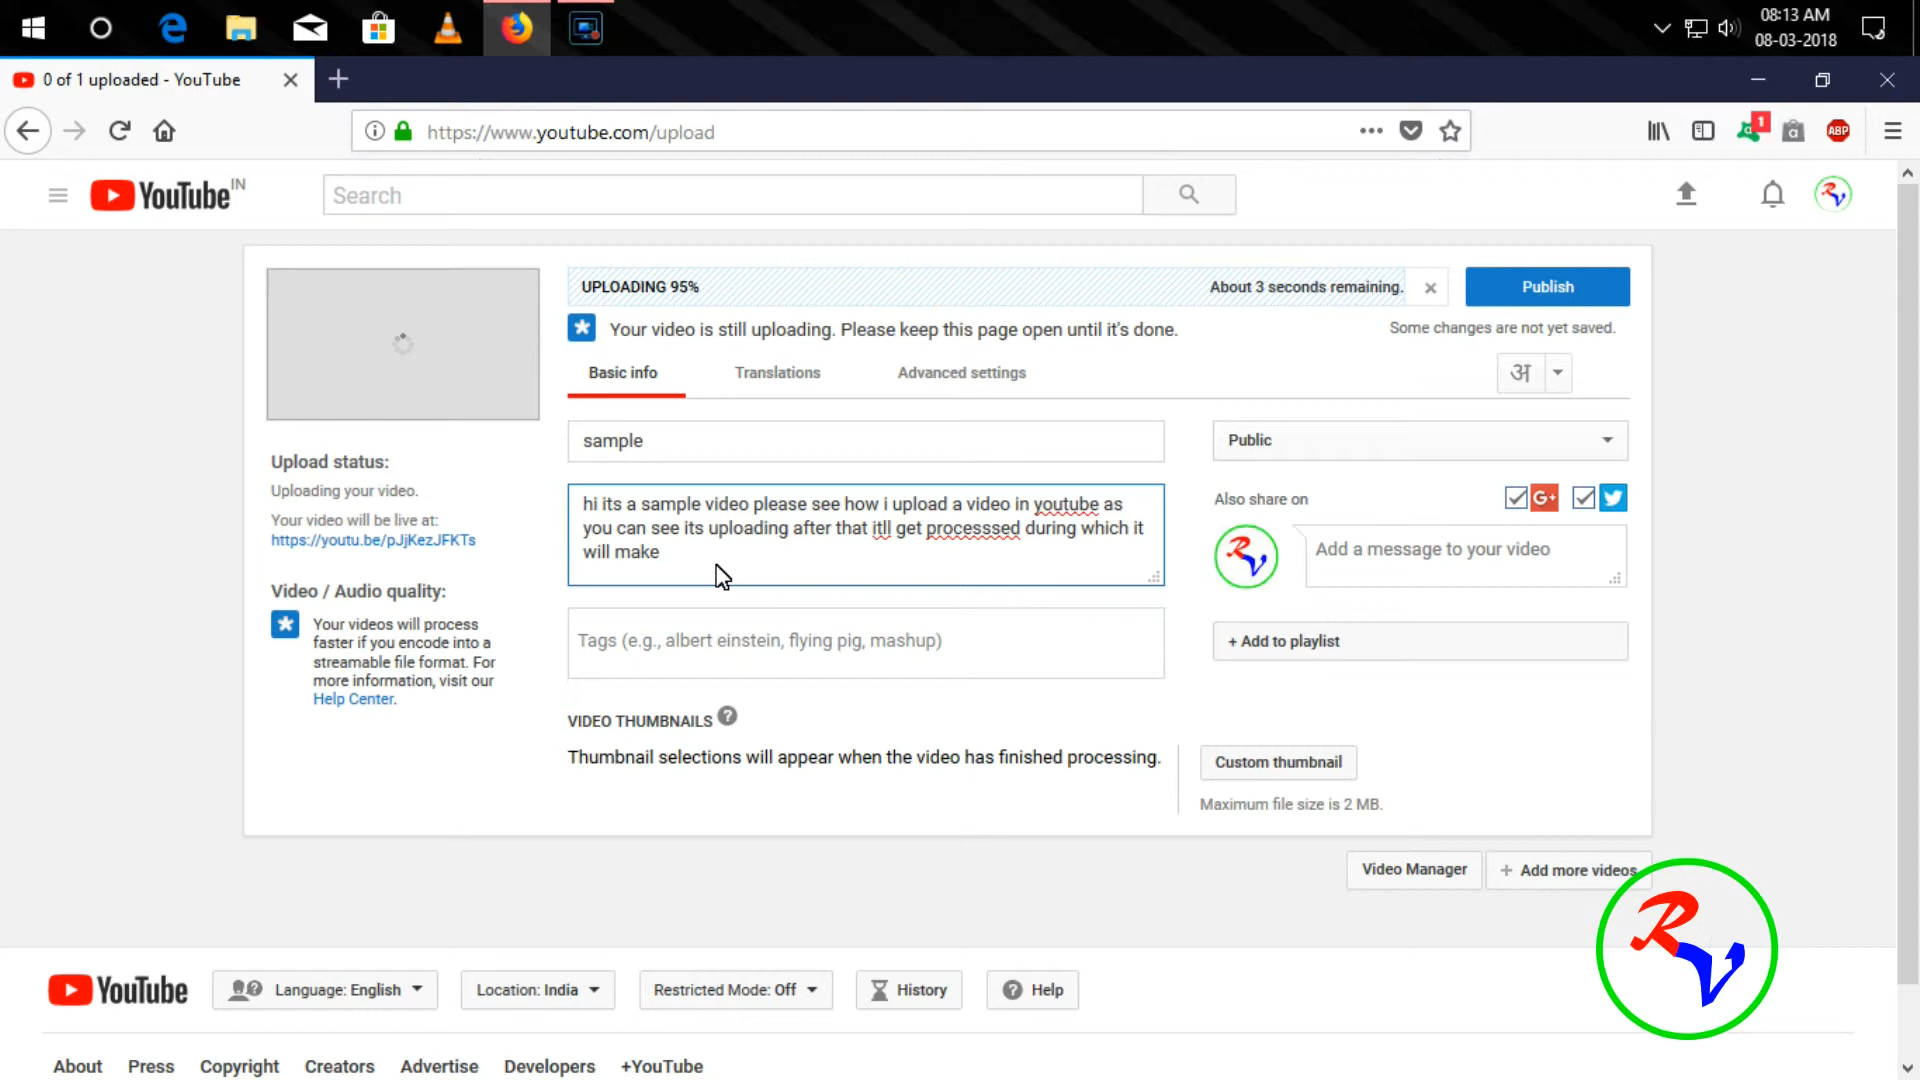 08:13 AM
08-03-2018
0 of 1 uploaded - YouTube
https://www.youtube.com/upload
1
a
ABP
YouTube IN
Search
RV
UPLOADING 95%
About 3 seconds remaining.
Publish
Your video is still uploading. Please keep this page open until it's done.
Some changes are not yet saved.
Basic info
Translations
Advanced settings
अ
sample
Public
Upload status:
Uploading your video.
Your video will be live at:
https://youtu.be/pJjKezJFKTs
hi its a sample video please see how i upload a video in youtube as
you can see its uploading after that itll get processsed during which it
will make
Also share on
G+
RV
Add a message to your video
Video / Audio quality:
Your videos will process
faster if you encode into a
streamable file format. For
more information, visit our
Help Center.
Tags (e.g., albert einstein, flying pig, mashup)
+ Add to playlist
VIDEO THUMBNAILS ?
Thumbnail selections will appear when the video has finished processing.
Custom thumbnail
Maximum file size is 2 MB.
Video Manager
+ Add more videos
RV
YouTube
Language: English
Location: India
Restricted Mode: Off
History
Help
About
Press
Copyright
Creators
Advertise
Developers
+YouTube